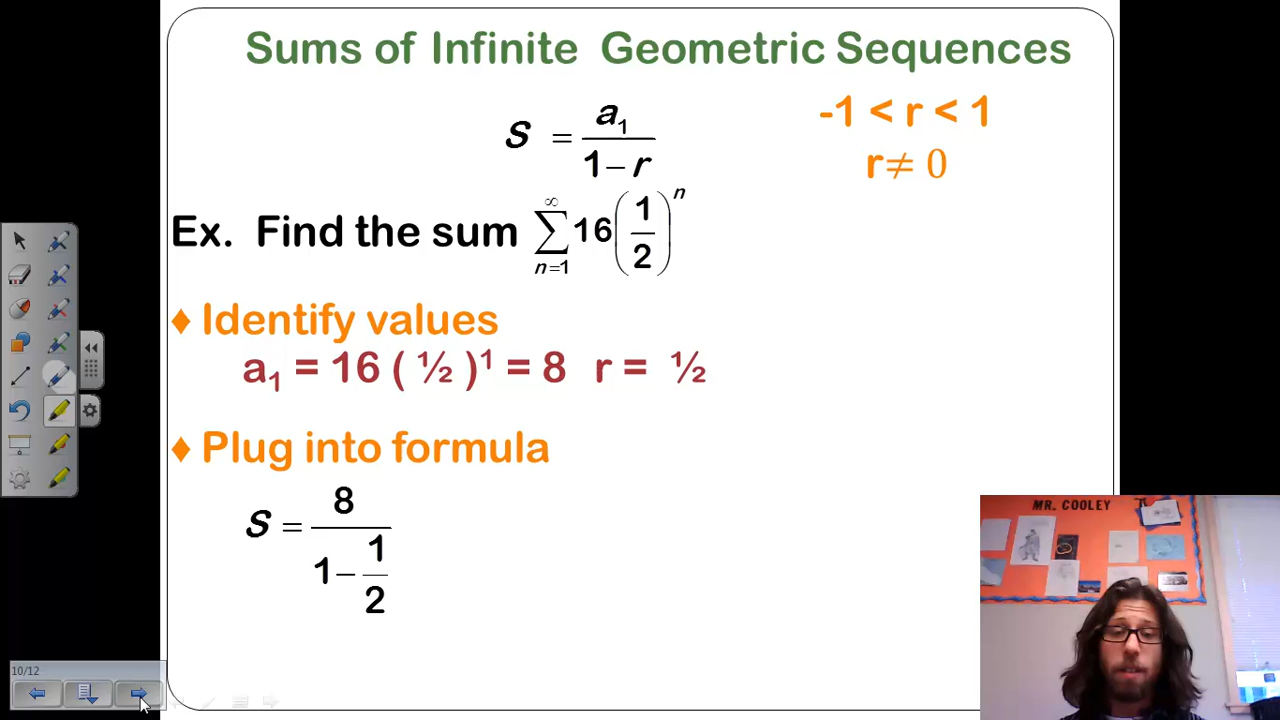 Sums of Infinite Geometric Sequences
S = a₁ / (1 − r)
-1 < r < 1
r ≠ 0
Ex. Find the sum ∑_{n=1}^{∞} 16(1/2)ⁿ
♦ Identify values
a₁ = 16 ( ½ )¹ = 8 r = ½
♦ Plug into formula
S = 8 / (1 − 1/2)
MR. COOLEY
10/12